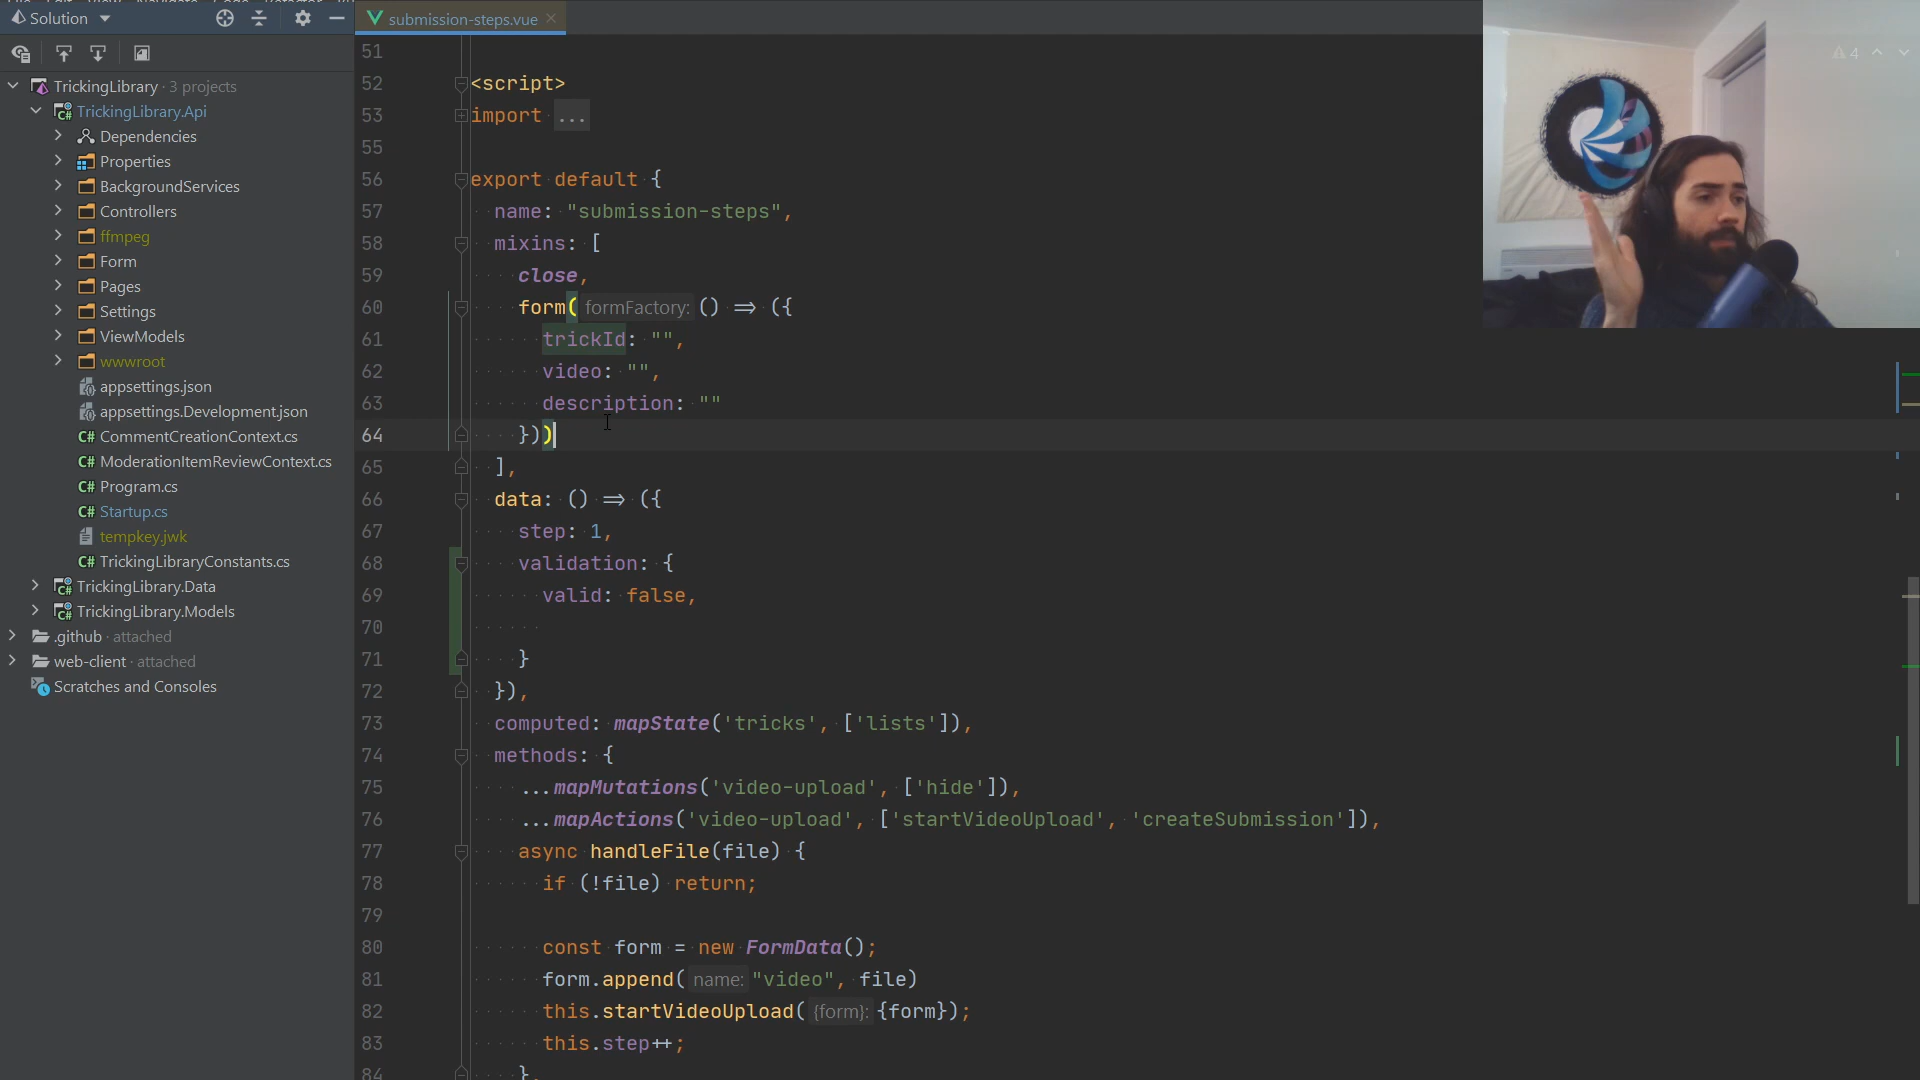 Solution
submission-steps.vue
TrickingLibrary · 3 projects
TrickingLibrary.Api
Dependencies
Properties
BackgroundServices
Controllers
ffmpeg
Form
Pages
Settings
ViewModels
wwwroot
appsettings.json
appsettings.Development.json
C# CommentCreationContext.cs
C# ModerationItemReviewContext.cs
C# Program.cs
C# Startup.cs
tempkey.jwk
C# TrickingLibraryConstants.cs
TrickingLibrary.Data
TrickingLibrary.Models
.github · attached
web-client · attached
Scratches and Consoles
4
51
52 <script>
53 import ...
55
56 export default {
57 name: "submission-steps",
58 mixins: [
59 close,
60 form( formFactory: () => ({
61 trickId: "",
62 video: "",
63 description: ""
64 }))
65 ],
66 data: () => ({
67 step: 1,
68 validation: {
69 valid: false,
70
71 }
72 }),
73 computed: mapState('tricks', ['lists']),
74 methods: {
75 ...mapMutations('video-upload', ['hide']),
76 ...mapActions('video-upload', ['startVideoUpload', 'createSubmission']),
77 async handleFile(file) {
78 if (!file) return;
79
80 const form = new FormData();
81 form.append( name: "video", file)
82 this.startVideoUpload( {form}: {form});
83 this.step++;
84 },